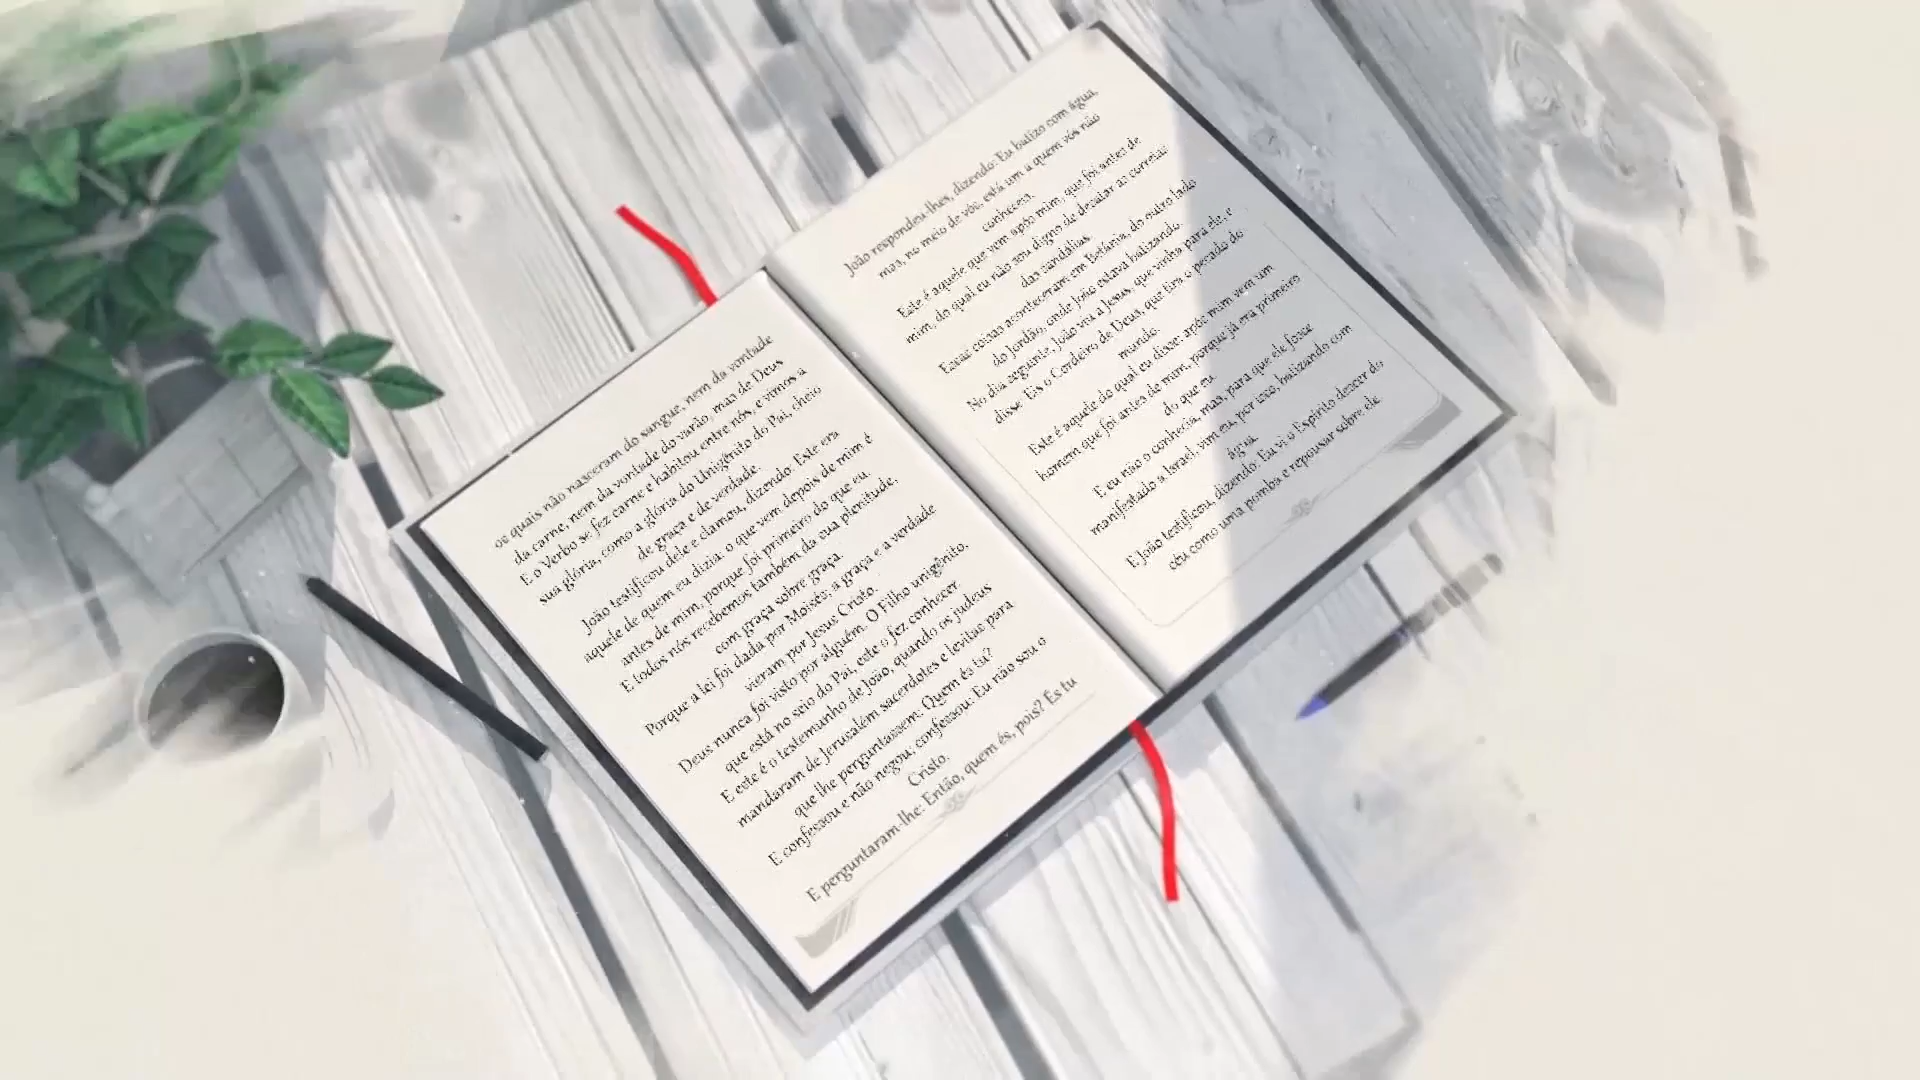 os quais não nasceram do sangue, nem da vontade
da carne, nem da vontade do varão, mas de Deus
E o Verbo se fez carne e habitou entre nós, e vimos a
sua glória, como a glória do Unigênito do Pai, cheio
de graça e de verdade.
João testificou dele e clamou, dizendo: Este era
aquele de quem eu dizia: o que vem depois de mim é
antes de mim, porque foi primeiro do que eu.
E todos nós recebemos também da sua plenitude,
com graça sobre graça.
Porque a lei foi dada por Moisés; a graça e a verdade
vieram por Jesus Cristo.
Deus nunca foi visto por alguém. O Filho unigênito,
que está no seio do Pai, este o fez conhecer.
E este é o testemunho de João, quando os judeus
mandaram de Jerusalém sacerdotes e levitas para
que lhe perguntassem: Quem és tu?
E confessou e não negou; confessou: Eu não sou o
Cristo.
E perguntaram-lhe: Então, quem és, pois? És tu
João respondeu-lhes, dizendo: Eu batizo com água,
mas, no meio de vós, está um a quem vós não
conheceis.
Este é aquele que vem após mim, que foi antes de
mim, do qual eu não sou digno de desatar as correias
das sandálias.
Essas coisas aconteceram em Betânia, do outro lado
do Jordão, onde João estava batizando.
No dia seguinte, João viu a Jesus, que vinha para ele, e
disse: Eis o Cordeiro de Deus, que tira o pecado do
mundo.
Este é aquele do qual eu disse: após mim vem um
homem que foi antes de mim, porque já era primeiro
do que eu.
E eu não o conhecia, mas, para que ele fosse
manifestado a Israel, vim eu, por isso, batizando com
água.
E João testificou, dizendo: Eu vi o Espírito descer do
céu como uma pomba e repousar sobre ele